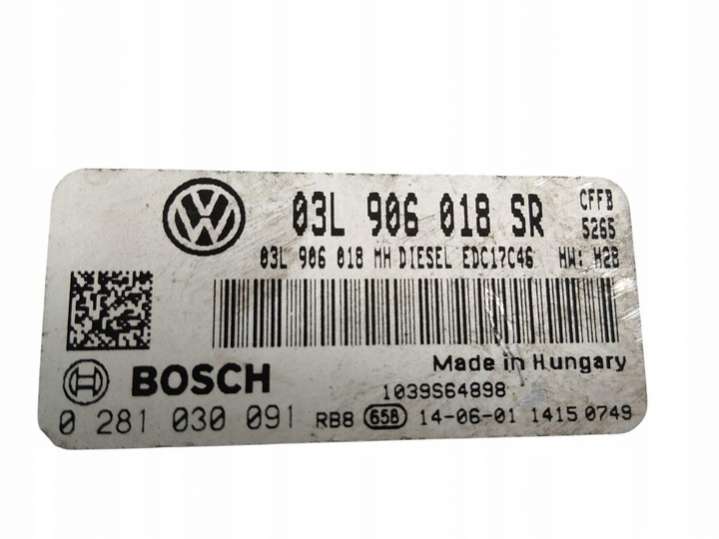 03L 906 018 SR CFFB
5265
03L 906 018 MH DIESEL EDC17C46 HW: H28
Made in Hungary
BOSCH
1039S64898
0 281 030 091 RB8 658 14-06-01 1415 0749